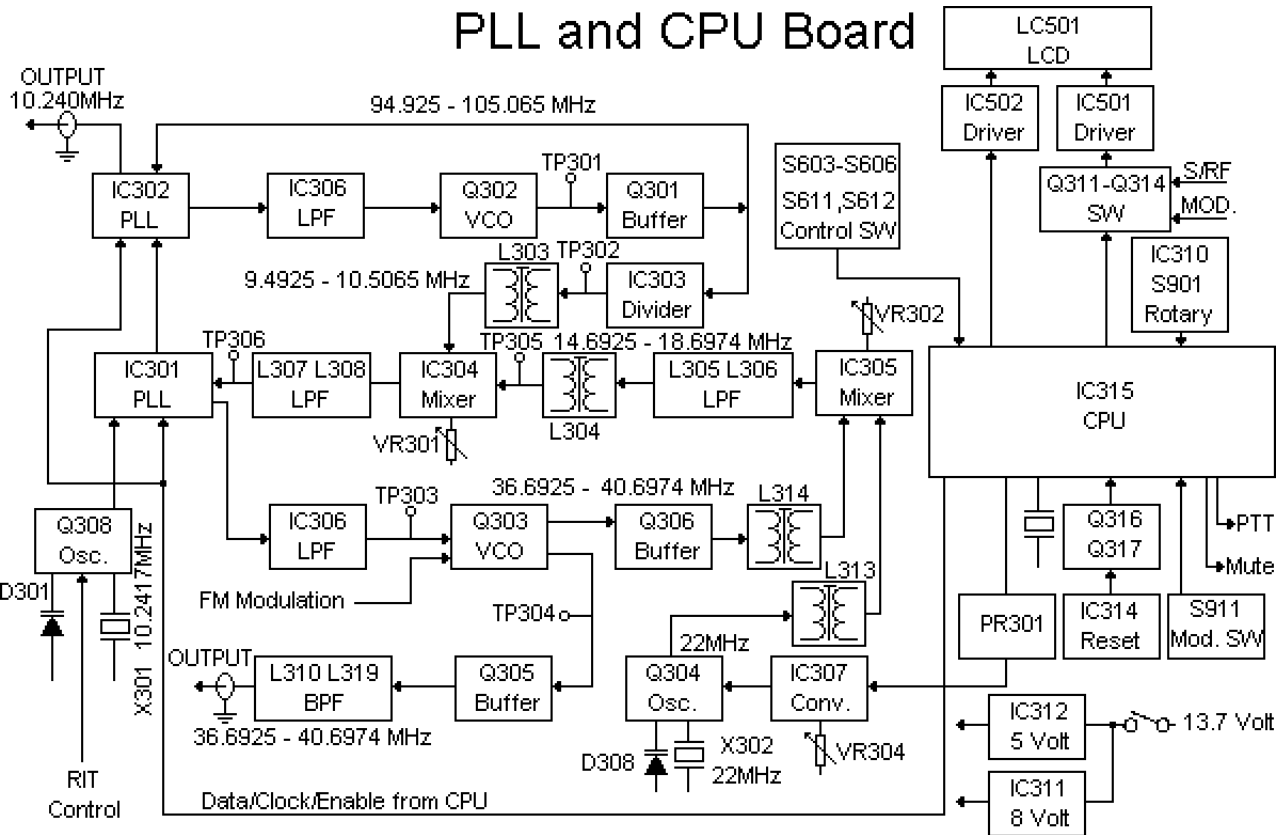 PLL and CPU Board
LC501
LCD
OUTPUT
10.240MHz
94.925 - 105.065 MHz
IC502
Driver
IC501
Driver
TP301
S603-S606
S611,S612
Control SW
IC302
PLL
IC306
LPF
Q302
VCO
Q301
Buffer
Q311-Q314
SW
S/RF
MOD.
L303
TP302
9.4925 - 10.5065 MHz
IC303
Divider
IC310
S901
Rotary
VR302
TP306
TP305
14.6925 - 18.6974 MHz
IC301
PLL
L307 L308
LPF
IC304
Mixer
L304
L305 L306
LPF
IC305
Mixer
IC315
CPU
VR301
TP303
36.6925 - 40.6974 MHz
L314
Q308
Osc.
IC306
LPF
Q303
VCO
Q306
Buffer
Q316
Q317
PTT
Mute
D301
X301 10.2417MHz
FM Modulation
TP304
L313
PR301
IC314
Reset
S911
Mod. SW
OUTPUT
L310 L319
BPF
Q305
Buffer
22MHz
Q304
Osc.
IC307
Conv.
36.6925 - 40.6974 MHz
D308
X302
22MHz
VR304
IC312
5 Volt
13.7 Volt
RIT
Control
Data/Clock/Enable from CPU
IC311
8 Volt